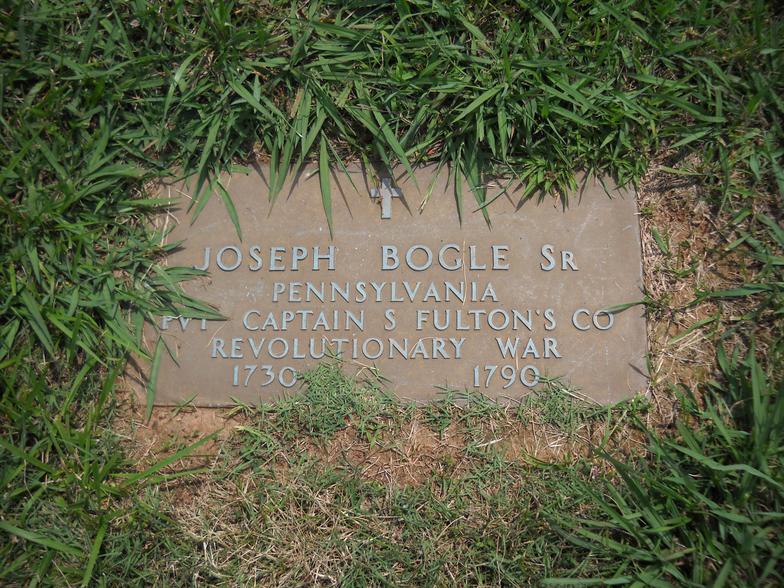 JOSEPH BOGLE SR
PENNSYLVANIA
PVT CAPTAIN S FULTON'S CO
REVOLUTIONARY WAR
1730 1790